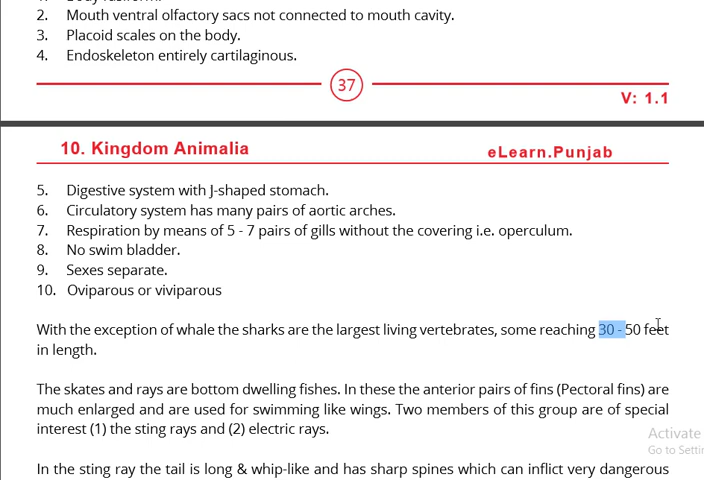 2. Mouth ventral olfactory sacs not connected to mouth cavity.
3. Placoid scales on the body.
4. Endoskeleton entirely cartilaginous.
37
V: 1.1
10. Kingdom Animalia
eLearn.Punjab
5. Digestive system with J-shaped stomach.
6. Circulatory system has many pairs of aortic arches.
7. Respiration by means of 5 - 7 pairs of gills without the covering i.e. operculum.
8. No swim bladder.
9. Sexes separate.
10. Oviparous or viviparous
With the exception of whale the sharks are the largest living vertebrates, some reaching 30 - 50 feet
in length.
The skates and rays are bottom dwelling fishes. In these the anterior pairs of fins (Pectoral fins) are
much enlarged and are used for swimming like wings. Two members of this group are of special
interest (1) the sting rays and (2) electric rays.
Activate
Go to Settin
In the sting ray the tail is long & whip-like and has sharp spines which can inflict very dangerous